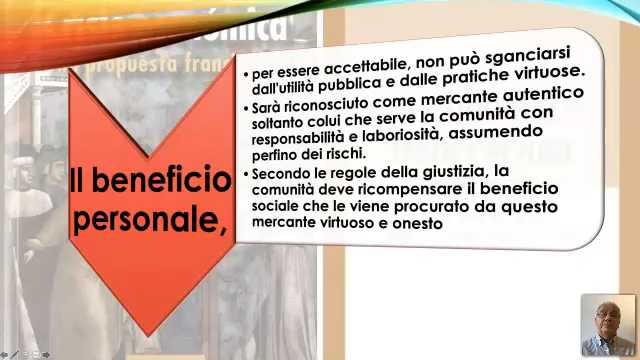 propuesta fran
Il beneficio
personale,
• per essere accettabile, non può sganciarsi
dall'utilità pubblica e dalle pratiche virtuose.
• Sarà riconosciuto come mercante autentico
soltanto colui che serve la comunità con
responsabilità e laboriosità, assumendo
perfino dei rischi.
• Secondo le regole della giustizia, la
comunità deve ricompensare il beneficio
sociale che le viene procurato da questo
mercante virtuoso e onesto